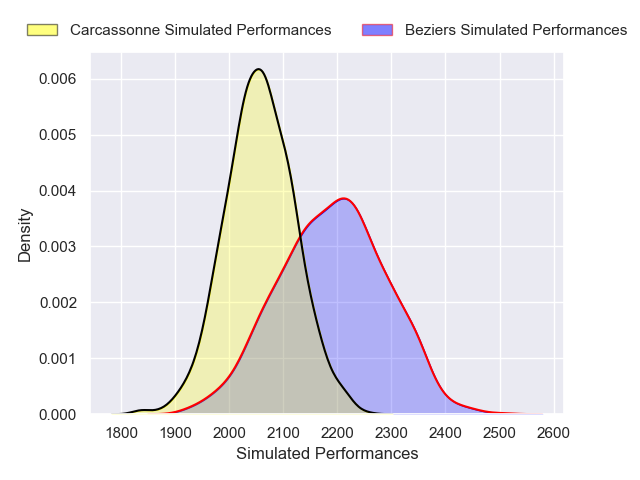 Carcassonne Simulated Performances
Beziers Simulated Performances
0.006
0.005
0.004
0.003
0.002
0.001
0.000
Density
1800 1900 2000 2100 2200 2300 2400 2500 2600
Simulated Performances